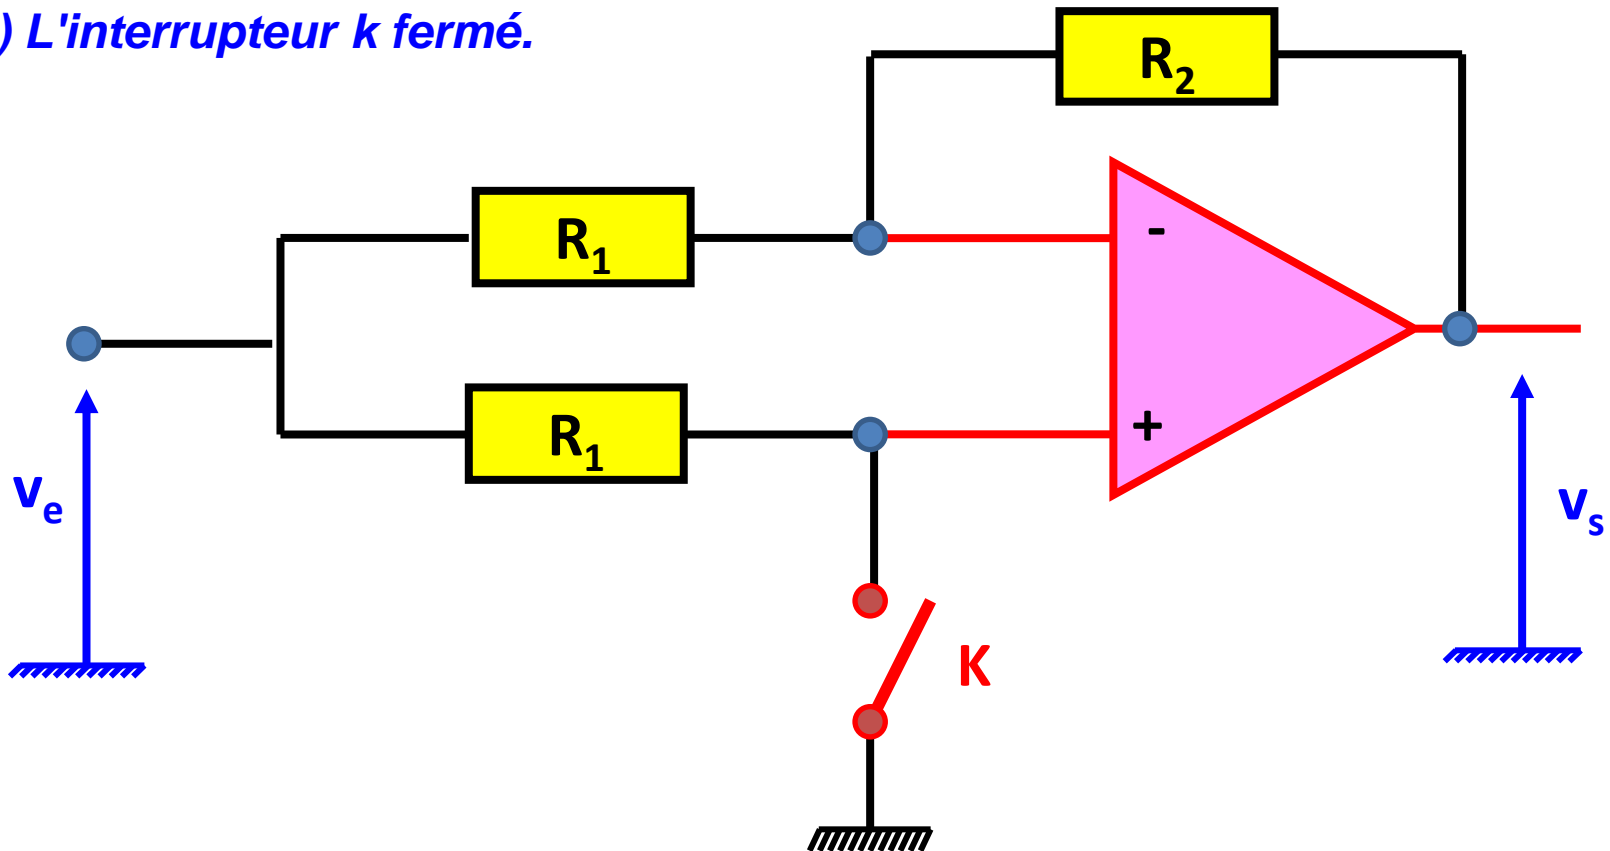 ) L'interrupteur k fermé.
R₂
R₁
-
R₁
+
vₑ
vₛ
K